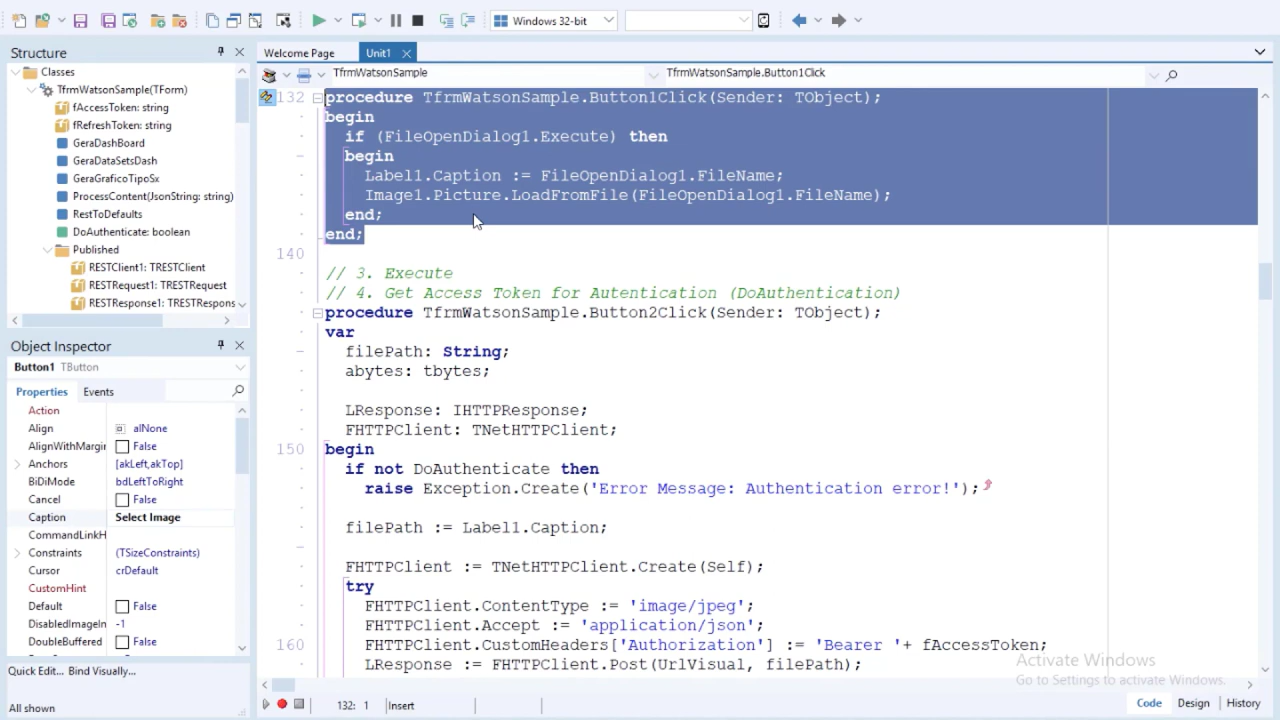 Windows 32-bit
Structure
Welcome Page
Unit1
TfrmWatsonSample
TfrmWatsonSample.Button1Click
Classes
TfrmWatsonSample(TForm)
fAccessToken: string
fRefreshToken: string
GeraDashBoard
GeraDataSetsDash
GeraGraficoTipoSx
ProcessContent(JsonString: string)
RestToDefaults
DoAuthenticate: boolean
Published
RESTClient1: TRESTClient
RESTRequest1: TRESTRequest
RESTResponse1: TRESTRespons
Object Inspector
Button1 TButton
Properties
Events
Action
Align alNone
AlignWithMargir False
Anchors [akLeft,akTop]
BiDiMode bdLeftToRight
Cancel False
Caption Select Image
CommandLinkH
Constraints (TSizeConstraints)
Cursor crDefault
CustomHint
Default False
DisabledImageIn -1
DoubleBuffered False
Quick Edit... Bind Visually...
All shown
132 procedure TfrmWatsonSample.Button1Click(Sender: TObject);
begin
if (FileOpenDialog1.Execute) then
begin
Label1.Caption := FileOpenDialog1.FileName;
Image1.Picture.LoadFromFile(FileOpenDialog1.FileName);
end;
end;
140
// 3. Execute
// 4. Get Access Token for Autentication (DoAuthentication)
procedure TfrmWatsonSample.Button2Click(Sender: TObject);
var
filePath: String;
abytes: tbytes;
LResponse: IHTTPResponse;
FHTTPClient: TNetHTTPClient;
150 begin
if not DoAuthenticate then
raise Exception.Create('Error Message: Authentication error!');
filePath := Label1.Caption;
FHTTPClient := TNetHTTPClient.Create(Self);
try
FHTTPClient.ContentType := 'image/jpeg';
FHTTPClient.Accept := 'application/json';
160 FHTTPClient.CustomHeaders['Authorization'] := 'Bearer '+ fAccessToken;
LResponse := FHTTPClient.Post(UrlVisual, filePath);
Activate Windows
Go to Settings to activate Windows.
132: 1
Insert
Code
Design
History